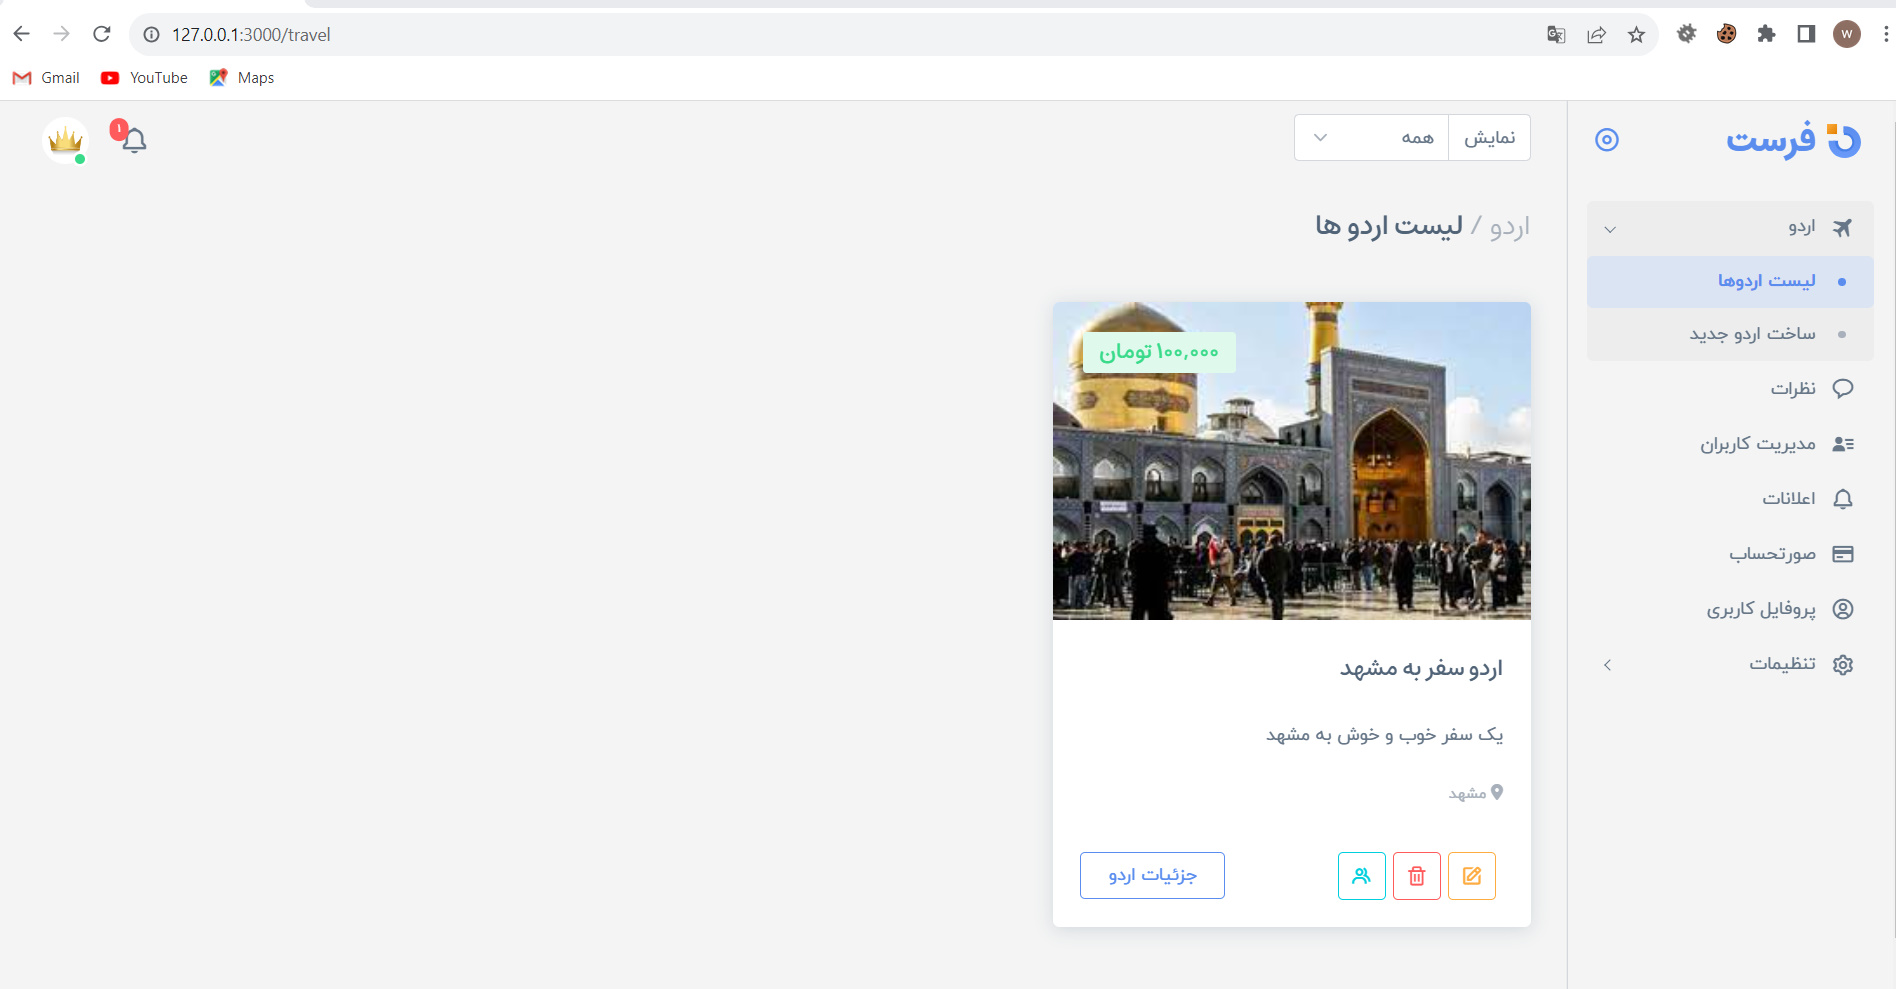 127.0.0.1:3000/travel
W
Gmail
YouTube
Maps
فرست
نمایش
همه
۱
اردو
لیست اردوها
ساخت اردو جدید
نظرات
مدیریت کاربران
اعلانات
صورتحساب
پروفایل کاربری
تنظیمات
اردو / لیست اردو ها
۱۰۰,۰۰۰ تومان
اردو سفر به مشهد
یک سفر خوب و خوش به مشهد
مشهد
جزئیات اردو